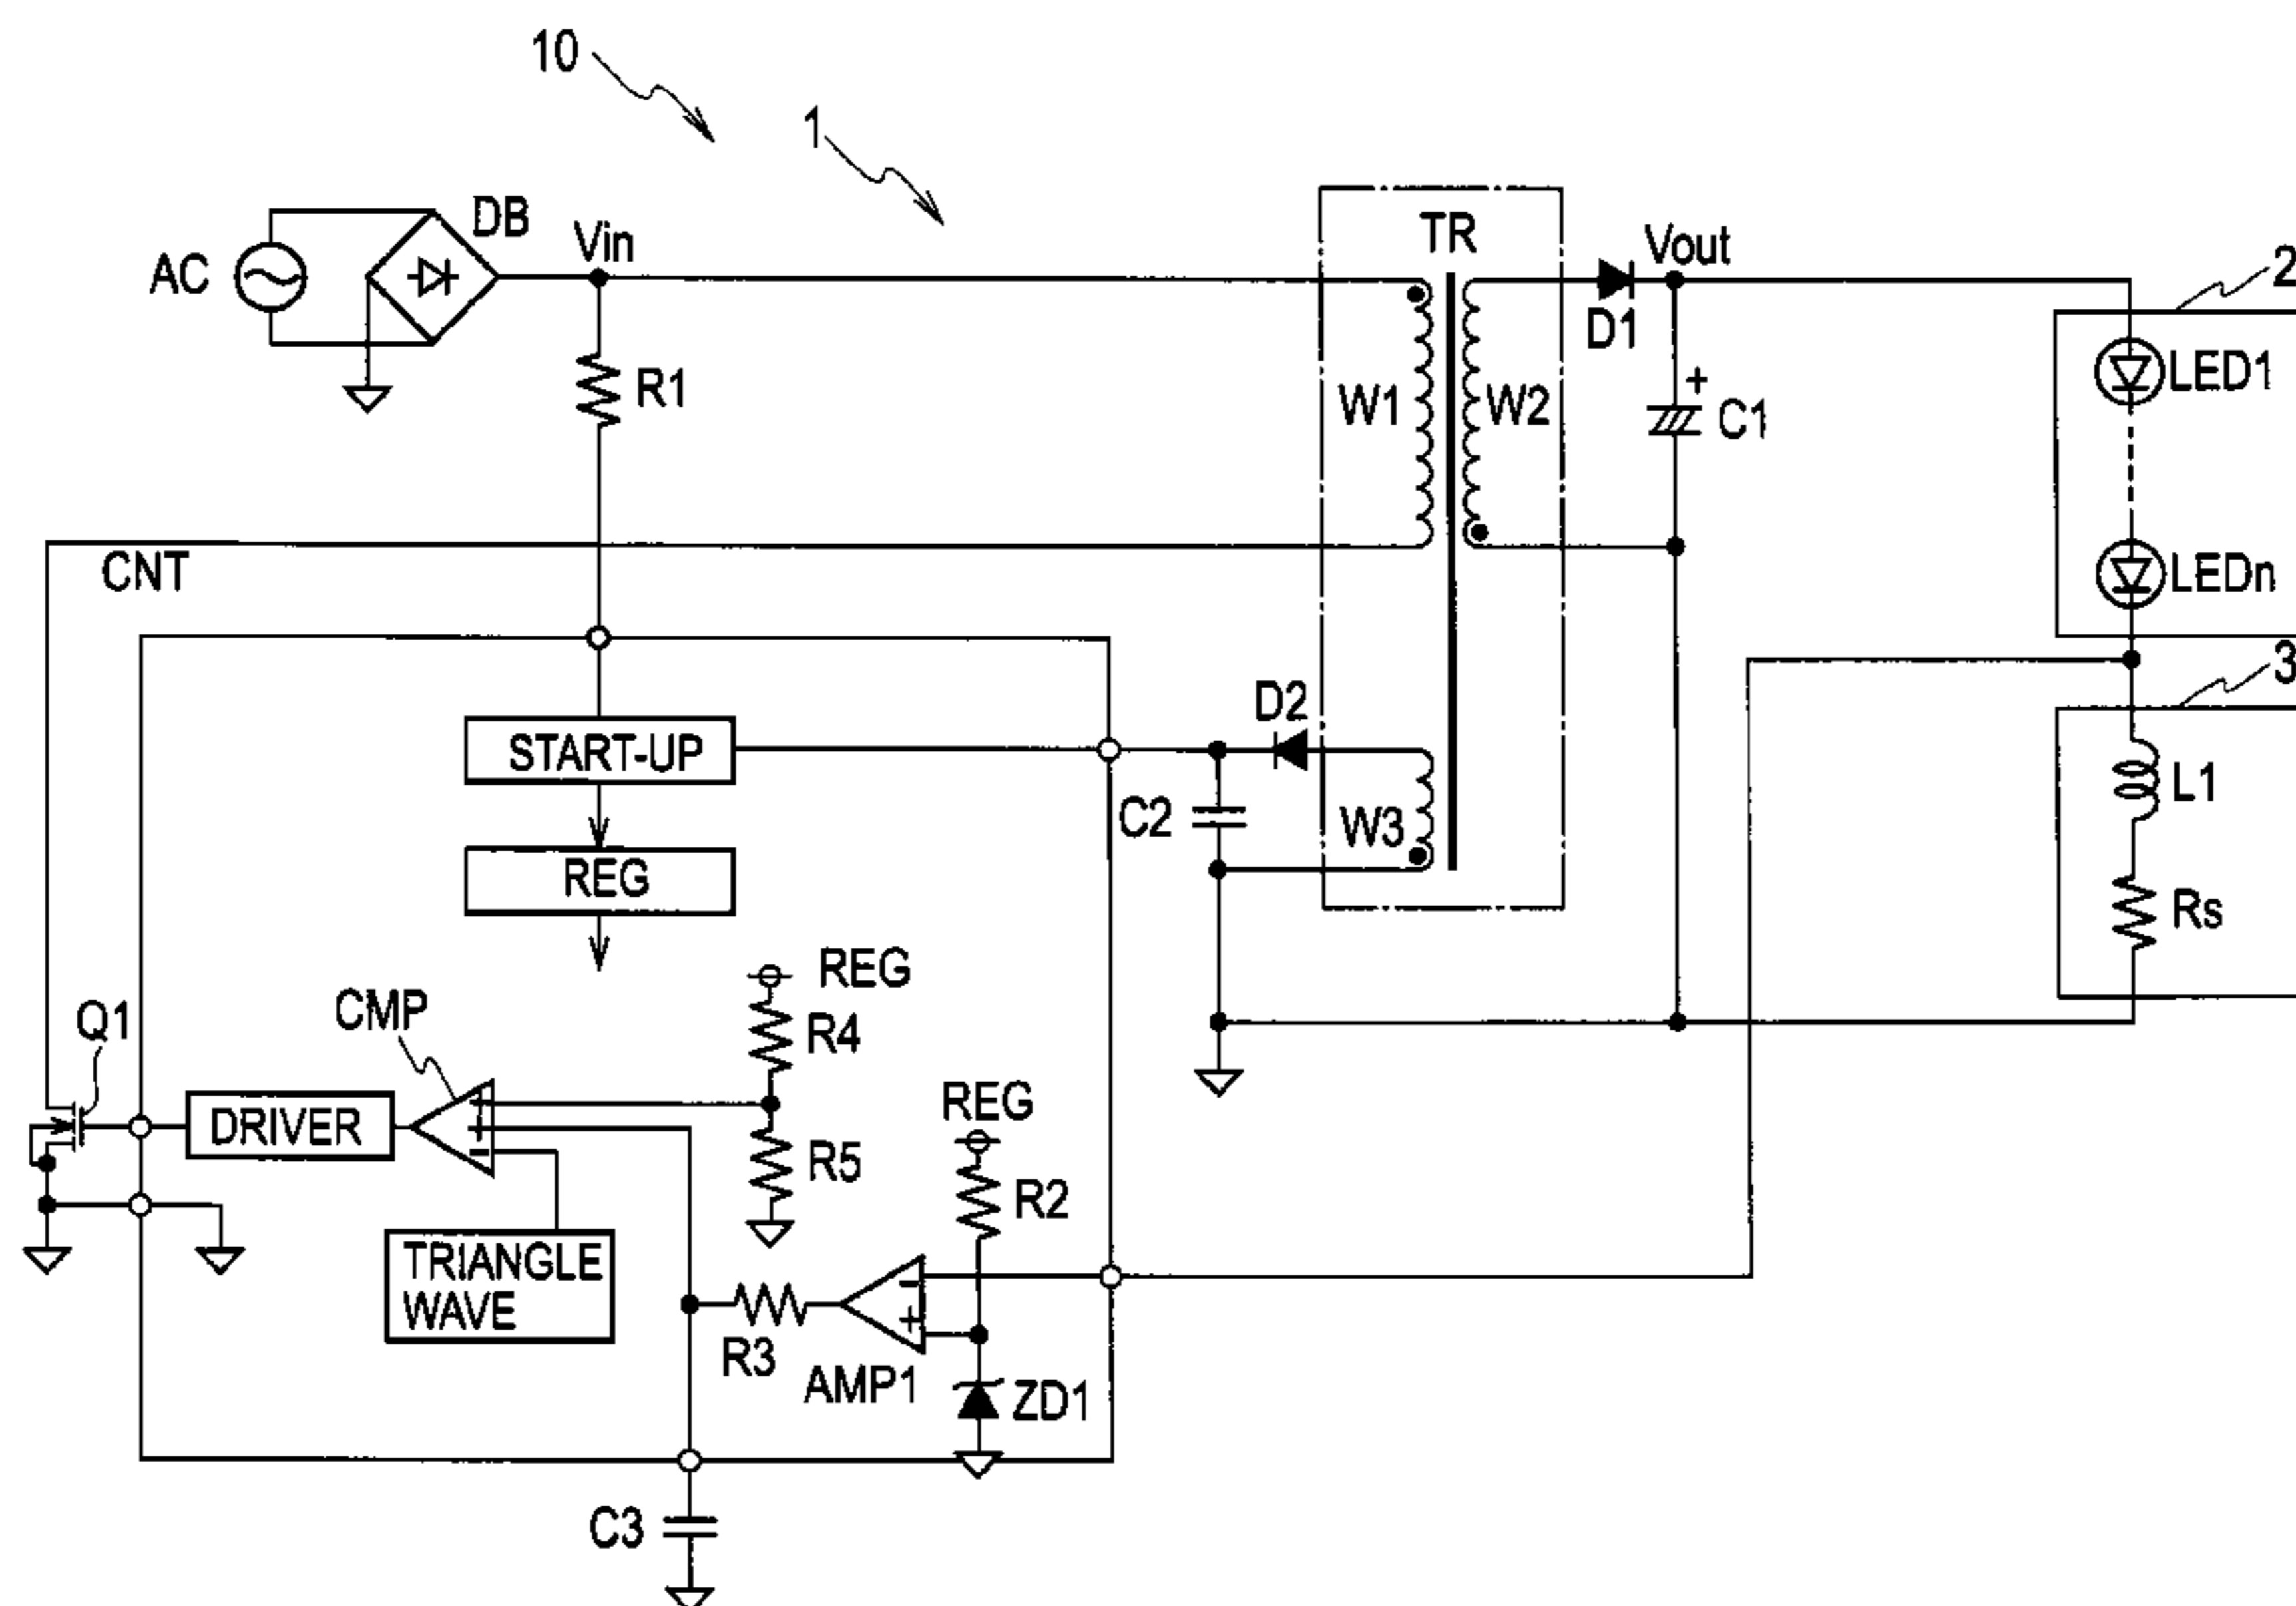 10
1
DB
Vin
TR
Vout
2
AC
D1
LED1
R1
W1
W2
+
C1
CNT
LEDn
3
D2
START-UP
L1
C2
W3
REG
Rs
REG
CMP
Q1
R4
REG
+
DRIVER
+
R5
-
R2
TRIANGLE
WAVE
-
+
R3
AMP1
ZD1
C3